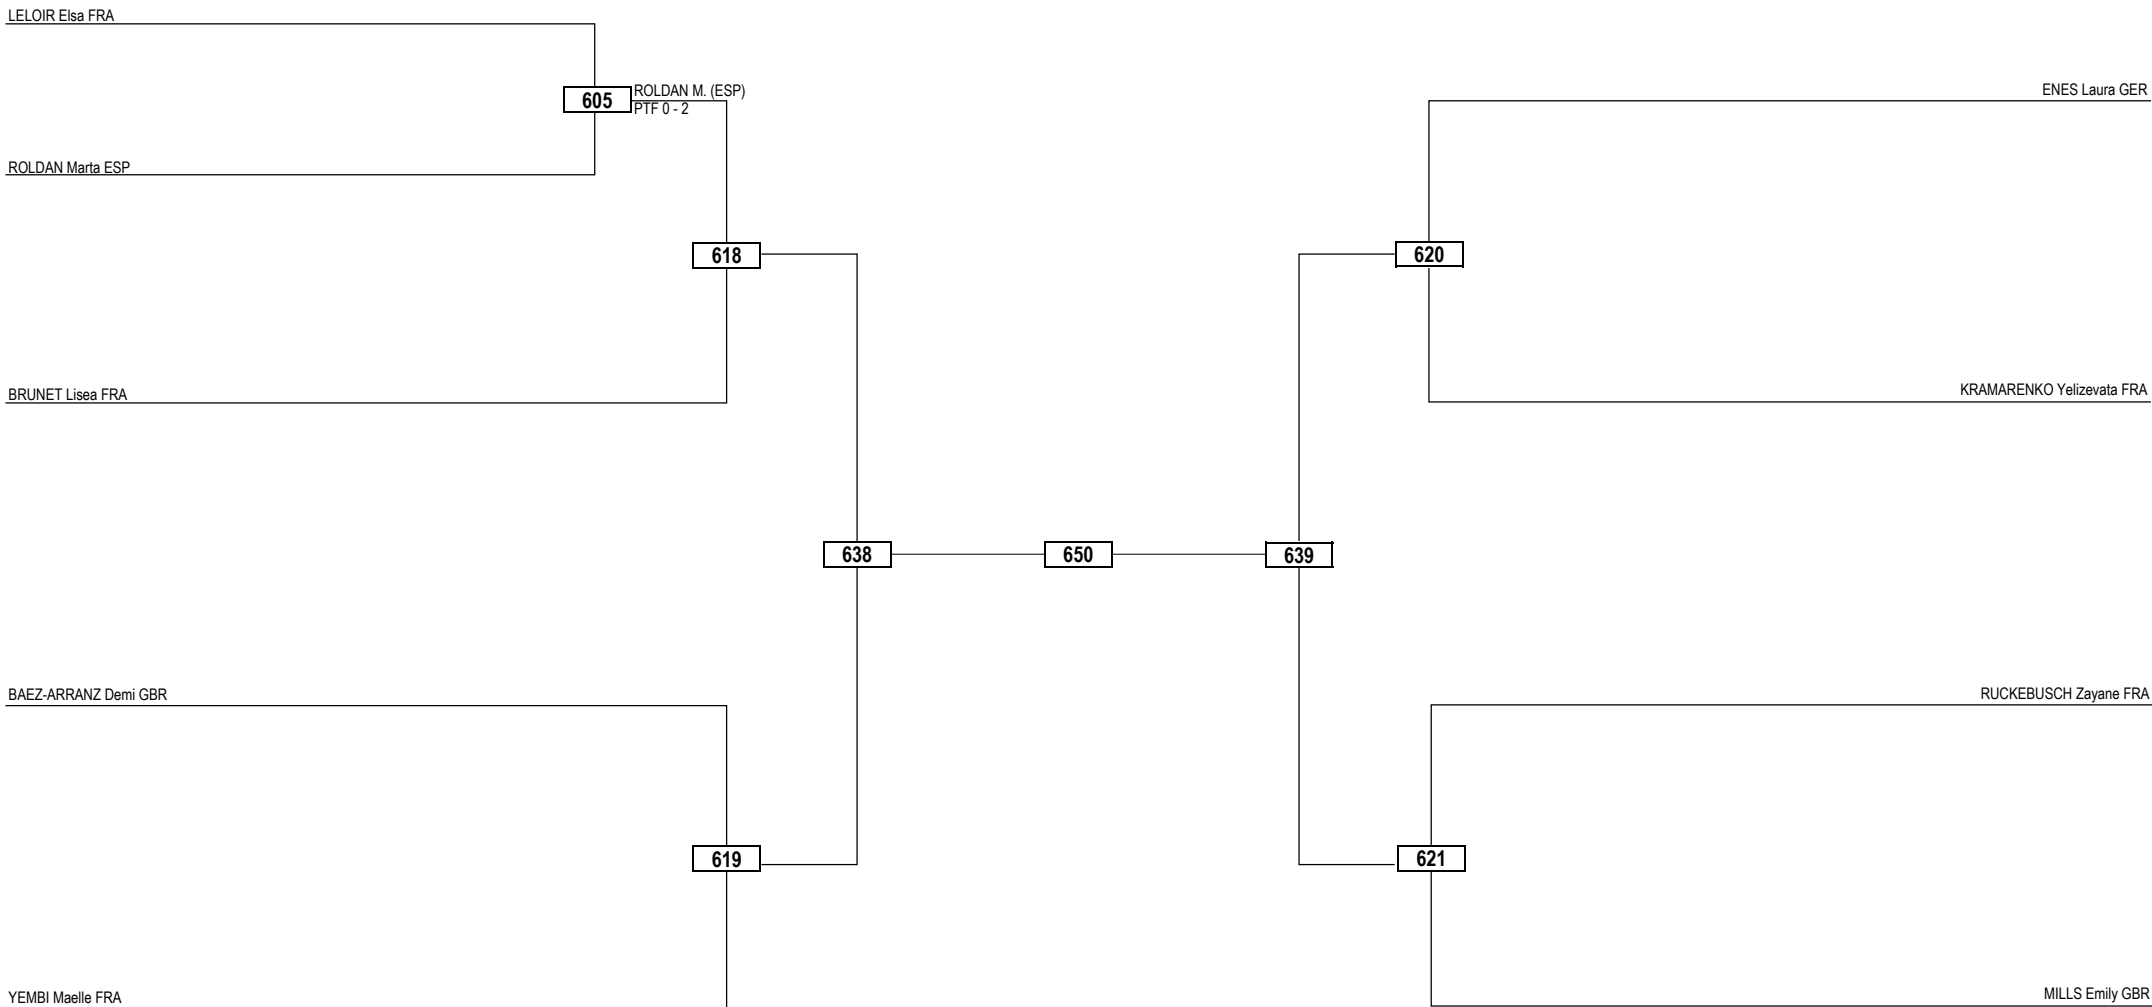 LELOIR Elsa FRA
605
ROLDAN M. (ESP)
PTF 0 - 2
ROLDAN Marta ESP
618
BRUNET Lisea FRA
638
650
639
BAEZ-ARRANZ Demi GBR
619
YEMBI Maelle FRA
ENES Laura GER
620
KRAMARENKO Yelizevata FRA
RUCKEBUSCH Zayane FRA
621
MILLS Emily GBR